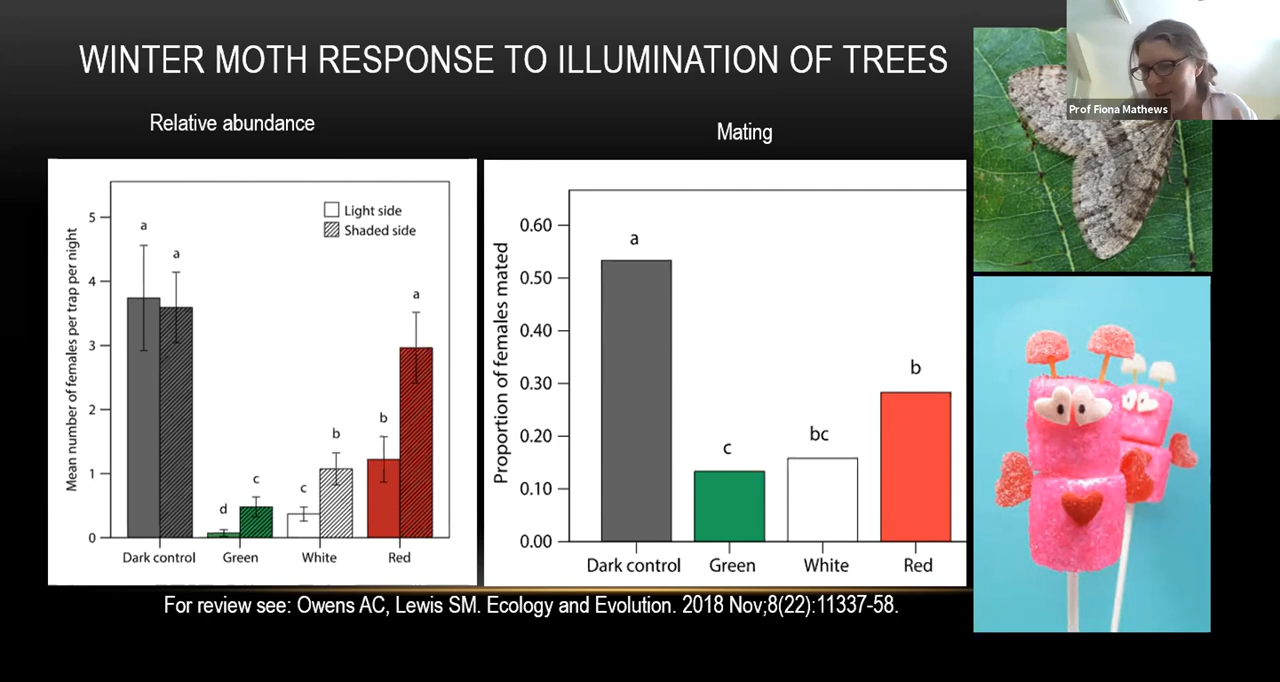 WINTER MOTH RESPONSE TO ILLUMINATION OF TREES
Prof Fiona Mathews
Relative abundance
Mating
Mean number of females per trap per night
5
4
3
2
1
0
Light side
Shaded side
a
a
d
c
c
b
b
a
Dark control
Green
White
Red
Proportion of females mated
0.60
0.50
0.40
0.30
0.20
0.10
0.00
a
c
bc
b
Dark control
Green
White
Red
For review see: Owens AC, Lewis SM. Ecology and Evolution. 2018 Nov;8(22):11337-58.